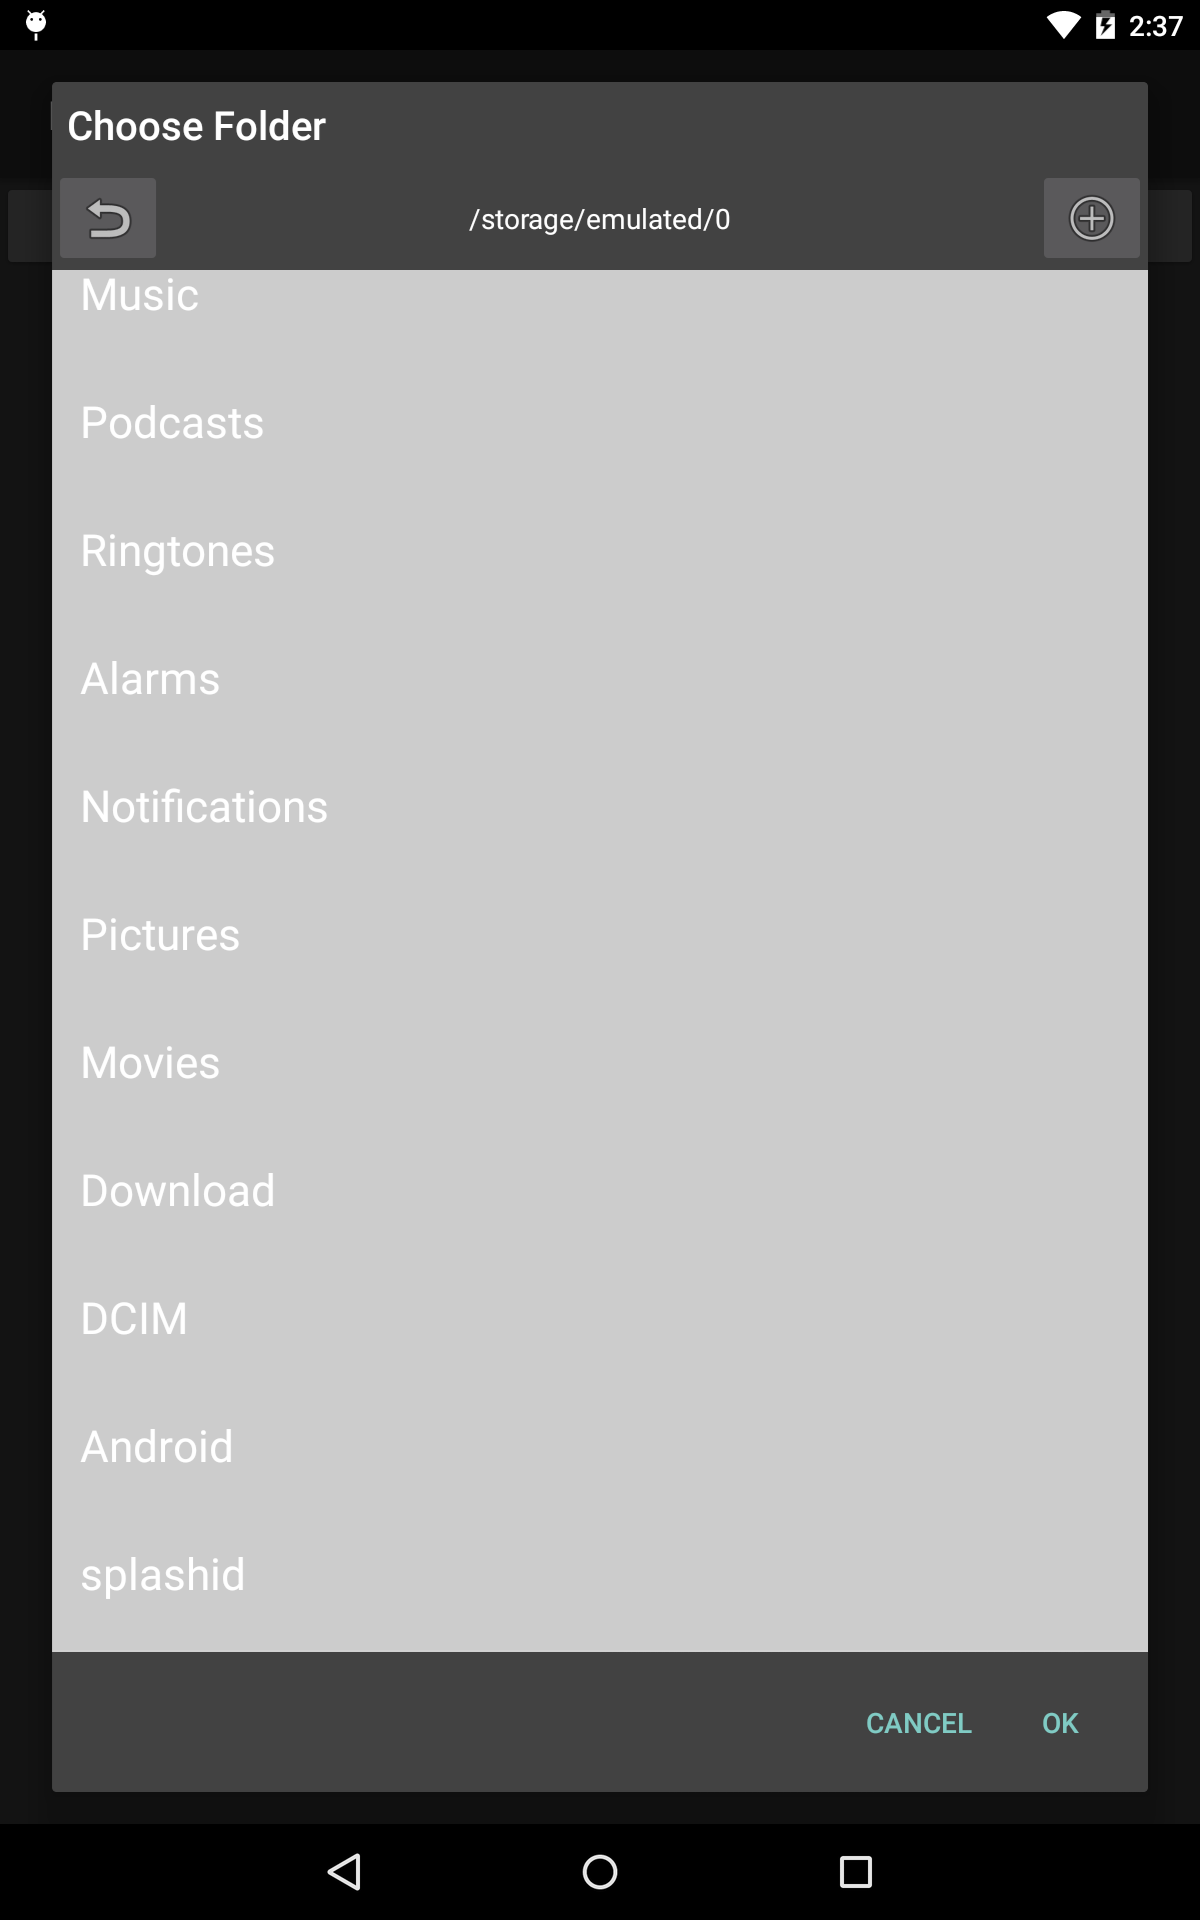 2:37
Choose Folder
/storage/emulated/0
Music
Podcasts
Ringtones
Alarms
Notifications
Pictures
Movies
Download
DCIM
Android
splashid
CANCEL OK